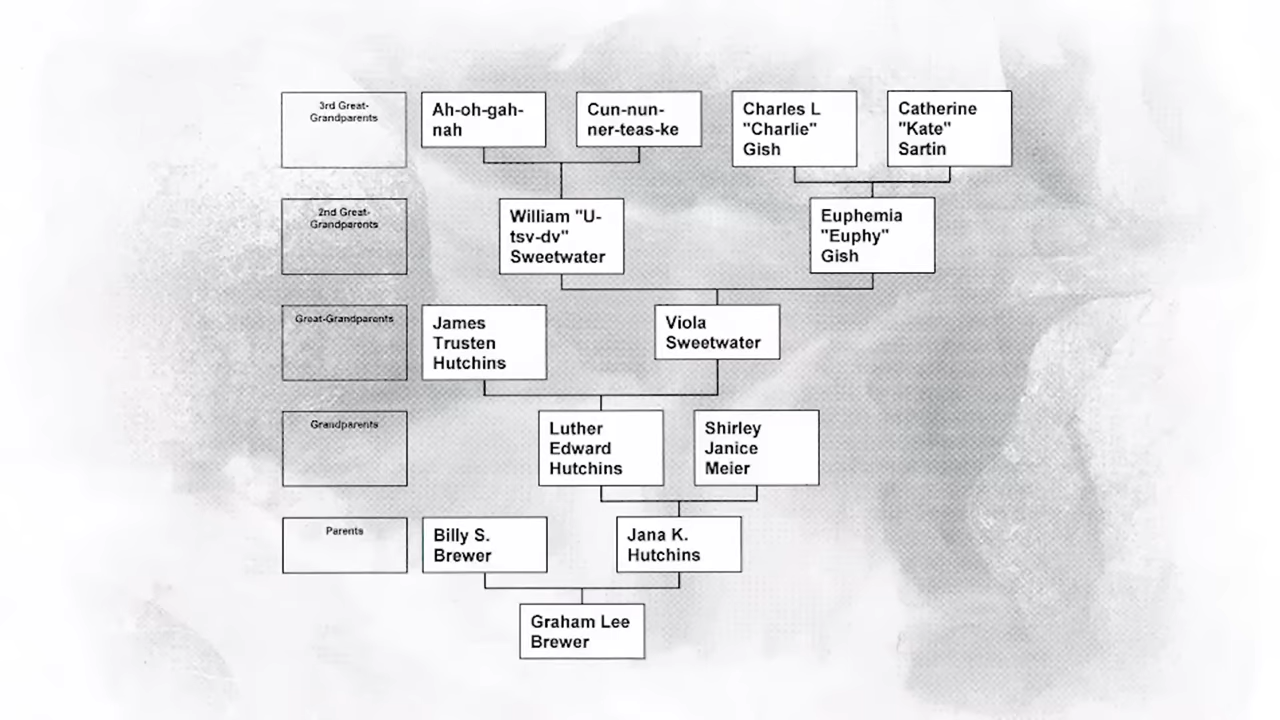 3rd Great-
Grandparents
Ah-oh-gah-
nah
Cun-nun-
ner-teas-ke
Charles L
"Charlie"
Gish
Catherine
"Kate"
Sartin
2nd Great-
Grandparents
William "U-
tsv-dv"
Sweetwater
Euphemia
"Euphy"
Gish
Great-Grandparents
James
Trusten
Hutchins
Viola
Sweetwater
Grandparents
Luther
Edward
Hutchins
Shirley
Janice
Meier
Parents
Billy S.
Brewer
Jana K.
Hutchins
Graham Lee
Brewer